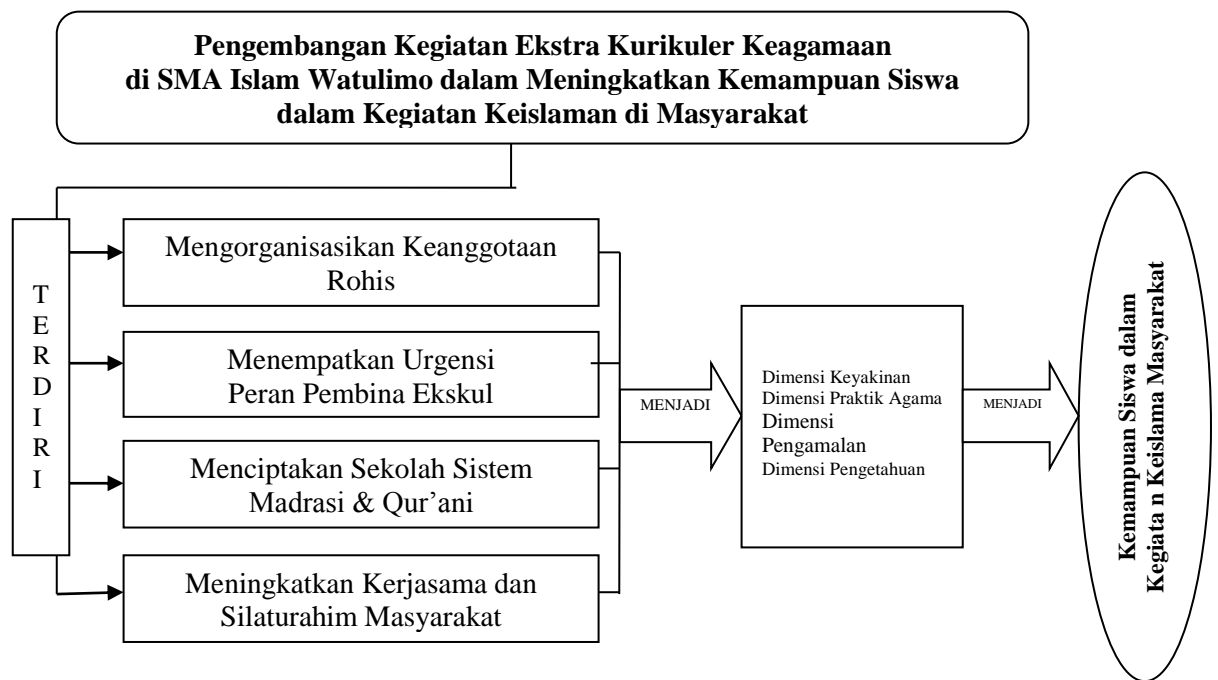 Pengembangan Kegiatan Ekstra Kurikuler Keagamaan
di SMA Islam Watulimo dalam Meningkatkan Kemampuan Siswa
dalam Kegiatan Keislaman di Masyarakat
T
E
R
D
I
R
I
Mengorganisasikan Keanggotaan
Rohis
Menempatkan Urgensi
Peran Pembina Ekskul
Menciptakan Sekolah Sistem
Madrasi & Qur’ani
Meningkatkan Kerjasama dan
Silaturahim Masyarakat
MENJADI
Dimensi Keyakinan
Dimensi Praktik Agama
Dimensi
Pengamalan
Dimensi Pengetahuan
MENJADI
Kemampuan Siswa dalam
Kegiata n Keislama Masyarakat